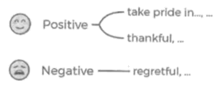 take pride in..., ...
Positive
thankful, ...
Negative
regretful, ...